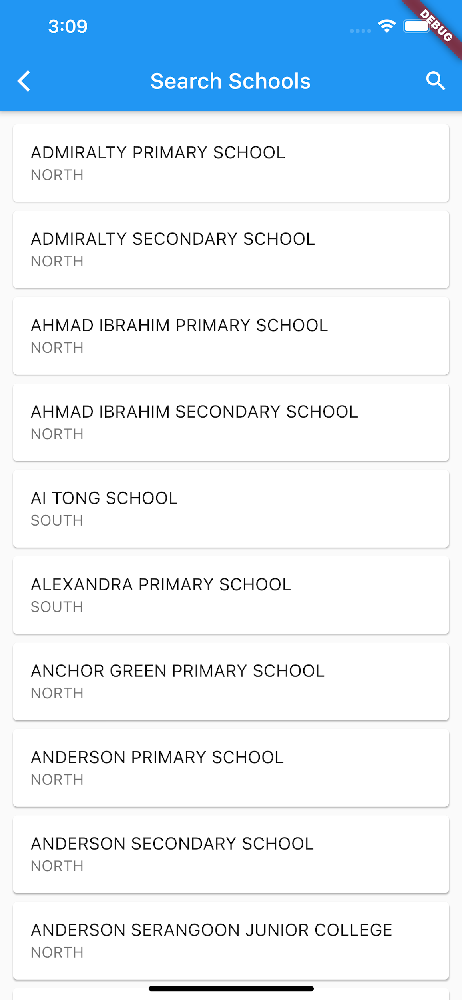 3:09
DEBUG
Search Schools
ADMIRALTY PRIMARY SCHOOL
NORTH
ADMIRALTY SECONDARY SCHOOL
NORTH
AHMAD IBRAHIM PRIMARY SCHOOL
NORTH
AHMAD IBRAHIM SECONDARY SCHOOL
NORTH
AI TONG SCHOOL
SOUTH
ALEXANDRA PRIMARY SCHOOL
SOUTH
ANCHOR GREEN PRIMARY SCHOOL
NORTH
ANDERSON PRIMARY SCHOOL
NORTH
ANDERSON SECONDARY SCHOOL
NORTH
ANDERSON SERANGOON JUNIOR COLLEGE
NORTH